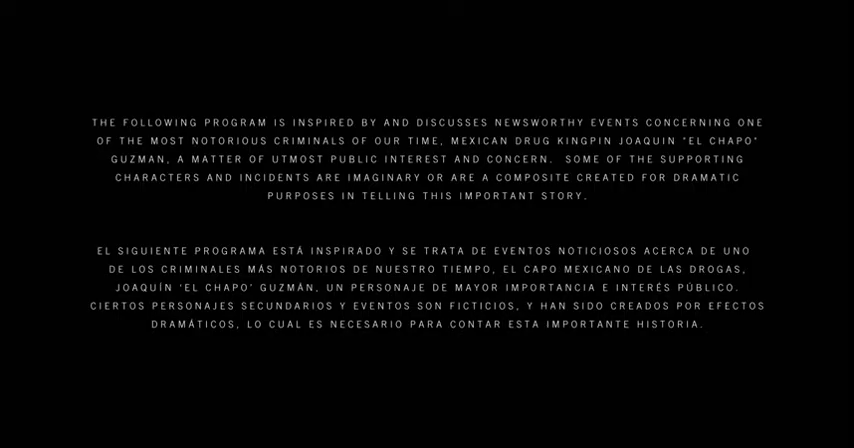 THE FOLLOWING PROGRAM IS INSPIRED BY AND DISCUSSES NEWSWORTHY EVENTS CONCERNING ONE
OF THE MOST NOTORIOUS CRIMINALS OF OUR TIME, MEXICAN DRUG KINGPIN JOAQUIN "EL CHAPO"
GUZMAN, A MATTER OF UTMOST PUBLIC INTEREST AND CONCERN. SOME OF THE SUPPORTING
CHARACTERS AND INCIDENTS ARE IMAGINARY OR ARE A COMPOSITE CREATED FOR DRAMATIC
PURPOSES IN TELLING THIS IMPORTANT STORY.
EL SIGUIENTE PROGRAMA ESTÁ INSPIRADO Y SE TRATA DE EVENTOS NOTICIOSOS ACERCA DE UNO
DE LOS CRIMINALES MÁS NOTORIOS DE NUESTRO TIEMPO, EL CAPO MEXICANO DE LAS DROGAS,
JOAQUÍN 'EL CHAPO' GUZMÁN, UN PERSONAJE DE MAYOR IMPORTANCIA E INTERÉS PÚBLICO.
CIERTOS PERSONAJES SECUNDARIOS Y EVENTOS SON FICTICIOS, Y HAN SIDO CREADOS POR EFECTOS
DRAMÁTICOS, LO CUAL ES NECESARIO PARA CONTAR ESTA IMPORTANTE HISTORIA.